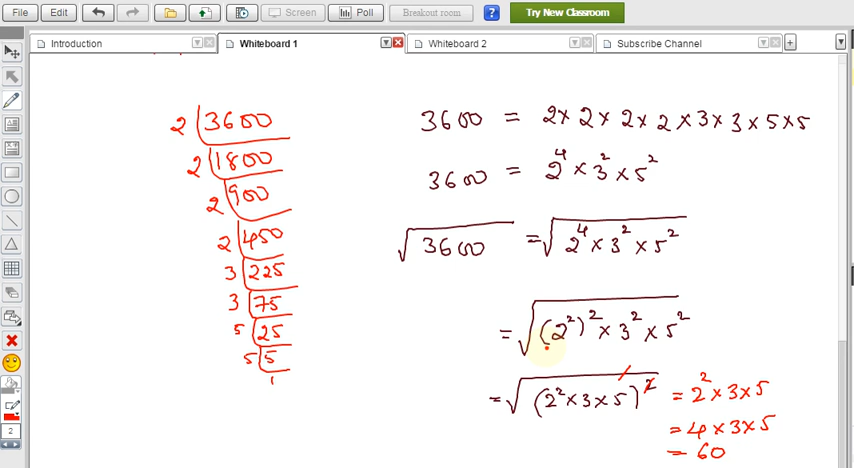 File Edit Screen Poll Breakout room ? Try New Classroom
Introduction Whiteboard 1 Whiteboard 2 Subscribe Channel +
2 | 3600
2 | 1800
2 | 900
2 | 450
3 | 225
3 | 75
5 | 25
5 | 5
1
3600 = 2 × 2 × 2 × 2 × 3 × 3 × 5 × 5
3600 = 2⁴ × 3² × 5²
√3600 = √(2⁴ × 3² × 5²)
= √((2²)² × 3² × 5²)
= √(2² × 3 × 5)² = 2² × 3 × 5
= 4 × 3 × 5
= 60
2